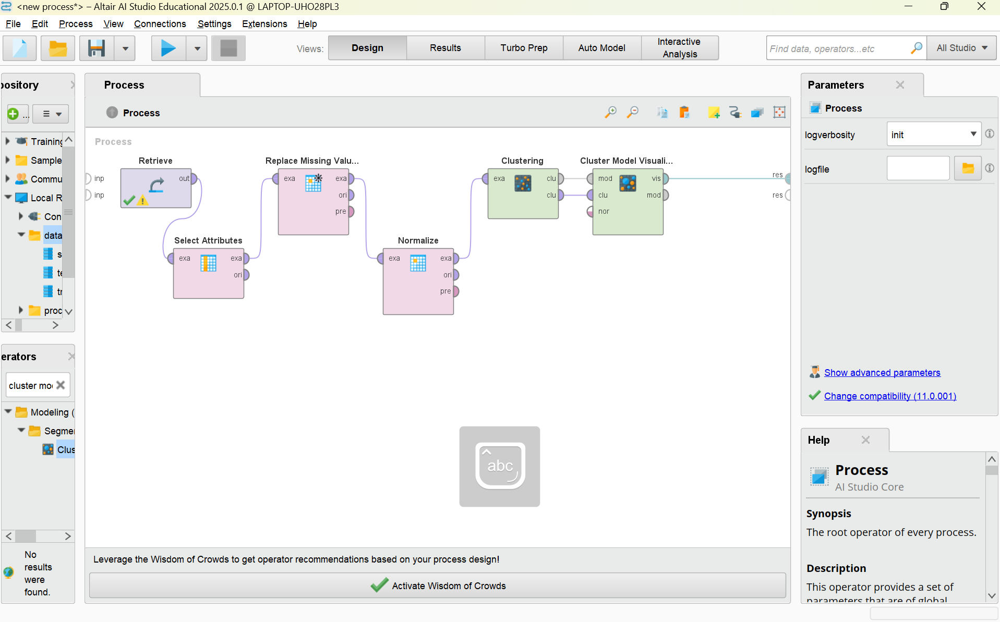 <new process*> – Altair AI Studio Educational 2025.0.1 @ LAPTOP-UHO28PL3
File Edit Process View Connections Settings Extensions Help
Views: Design Results Turbo Prep Auto Model Interactive Analysis
Find data, operators...etc
All Studio
pository
...
Training
Sample
Commu
Local R
Con
data
s
te
tr
proc
erators
cluster mo
Modeling (
Segmer
Clus
No
results
were
found.
Process
Process
Process
inp
inp
Retrieve
out
Select Attributes
exa exa
ori
Replace Missing Valu...
exa exa
ori
pre
Normalize
exa exa
ori
pre
Clustering
exa clu
clu
Cluster Model Visuali...
mod vis
clu mod
nor
res
res
abc
Leverage the Wisdom of Crowds to get operator recommendations based on your process design!
Activate Wisdom of Crowds
Parameters
Process
logverbosity init
logfile
Show advanced parameters
Change compatibility (11.0.001)
Help
Process
AI Studio Core
Synopsis
The root operator of every process.
Description
This operator provides a set of
parameters that are of global